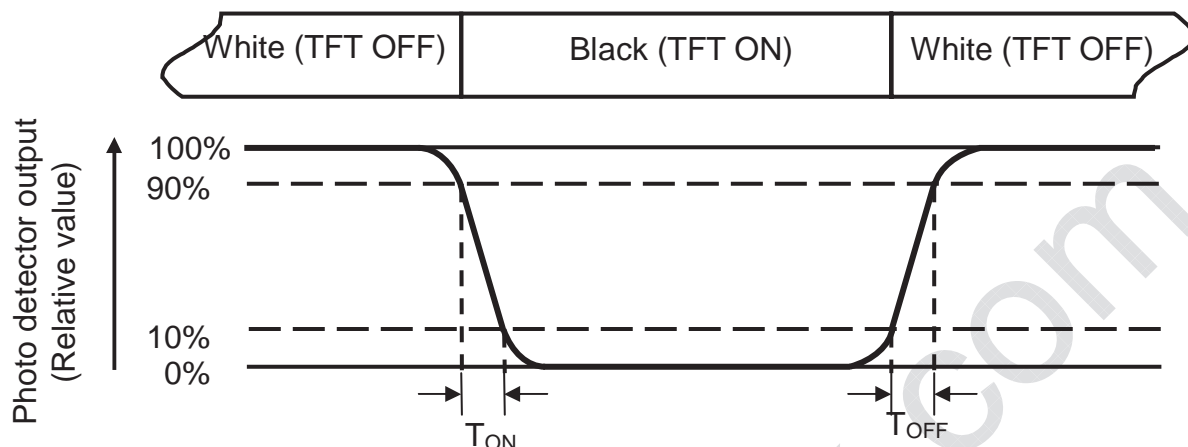 White (TFT OFF) Black (TFT ON) White (TFT OFF)
Photo detector output
(Relative value)
100%
90%
10%
0%
TON TOFF
com